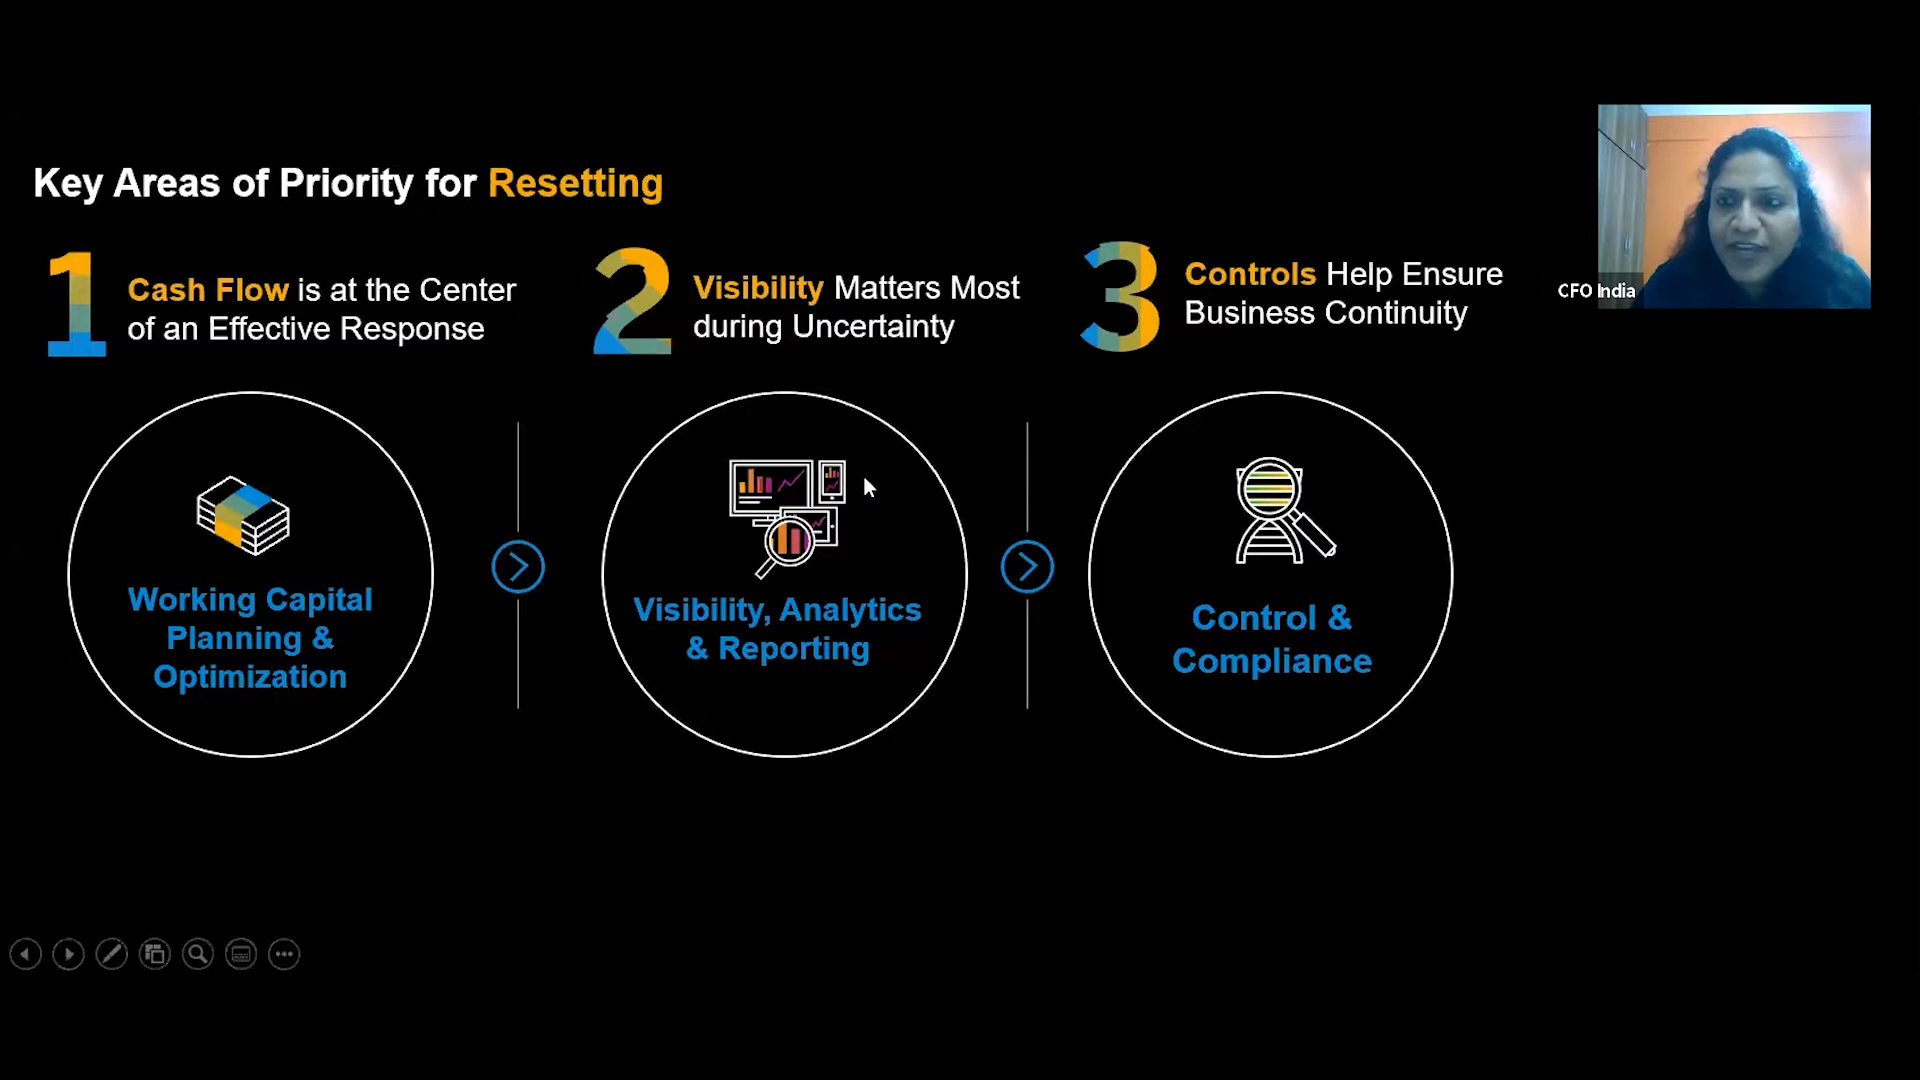 Key Areas of Priority for Resetting
1
Cash Flow is at the Center
of an Effective Response
2
Visibility Matters Most
during Uncertainty
3
Controls Help Ensure
Business Continuity
CFO India
Working Capital
Planning &
Optimization
Visibility, Analytics
& Reporting
Control &
Compliance